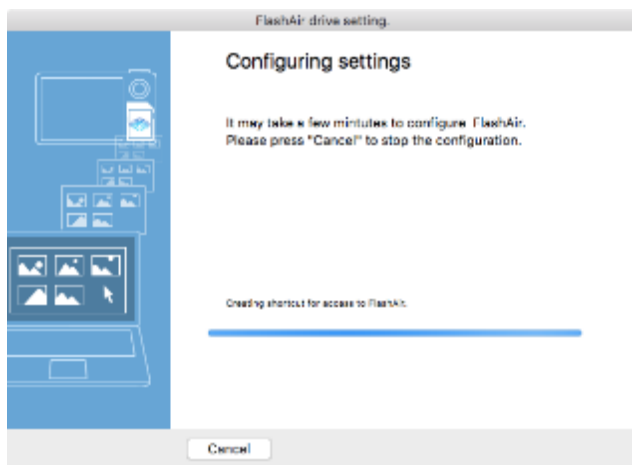 FlashAir drive setting.
Configuring settings
It may take a few mintutes to configure FlashAir.
Please press "Cancel" to stop the configuration.
Creating shortcut for access to FlashAir.
Cancel